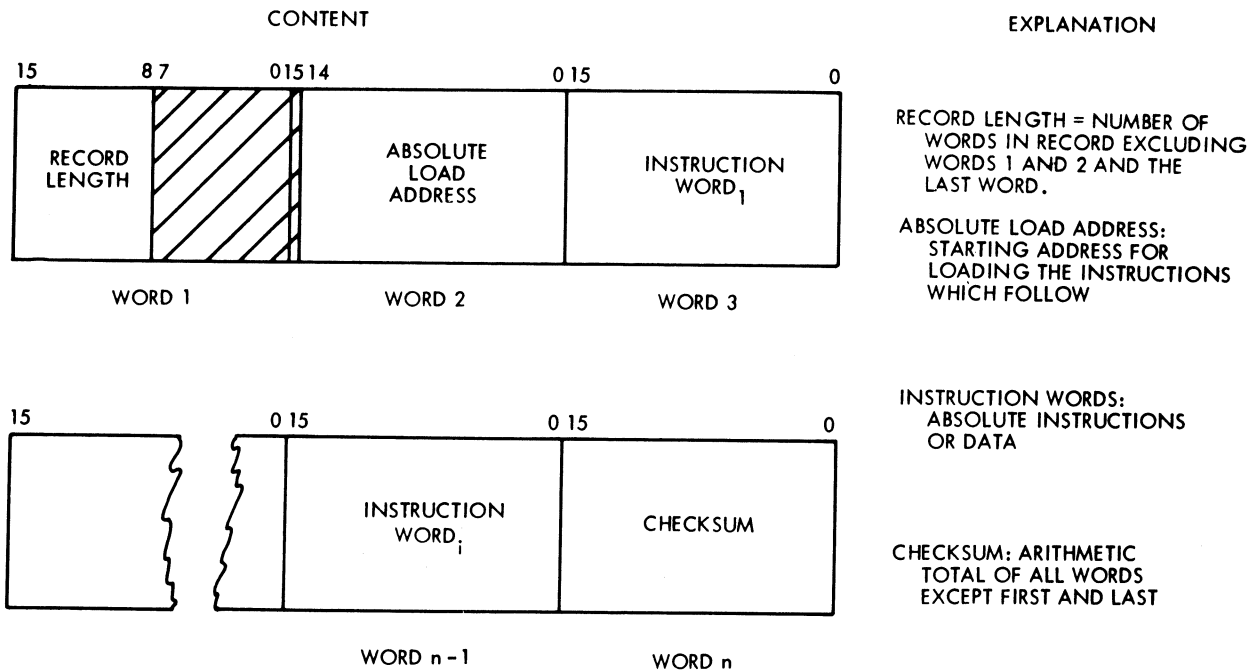 CONTENT
EXPLANATION
15 8 7 0 15 14 0 15 0
RECORD
LENGTH
ABSOLUTE
LOAD
ADDRESS
INSTRUCTION
WORD1
WORD 1 WORD 2 WORD 3
RECORD LENGTH = NUMBER OF
WORDS IN RECORD EXCLUDING
WORDS 1 AND 2 AND THE
LAST WORD.
ABSOLUTE LOAD ADDRESS:
STARTING ADDRESS FOR
LOADING THE INSTRUCTIONS
WHICH FOLLOW
15 0 15 0 15 0
INSTRUCTION
WORDi
CHECKSUM
WORD n-1 WORD n
INSTRUCTION WORDS:
ABSOLUTE INSTRUCTIONS
OR DATA
CHECKSUM: ARITHMETIC
TOTAL OF ALL WORDS
EXCEPT FIRST AND LAST